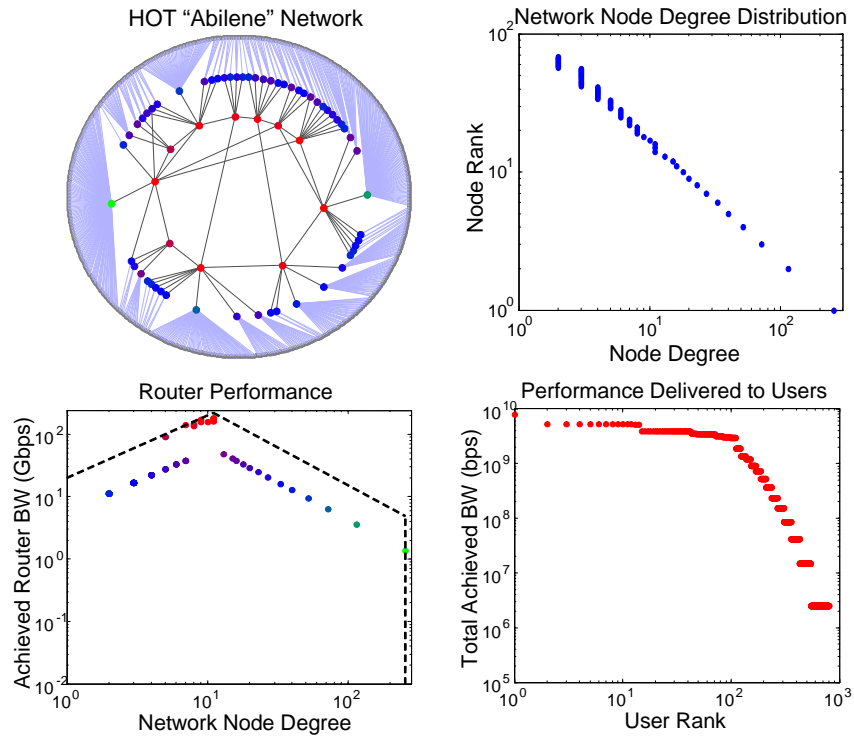 HOT “Abilene” Network
Network Node Degree Distribution
10^2
10^1
10^0
Node Rank
10^0 10^1 10^2
Node Degree
Router Performance
10^2
10^1
10^0
10^-1
10^-2
Achieved Router BW (Gbps)
10^0 10^1 10^2
Network Node Degree
Performance Delivered to Users
10^10
10^9
10^8
10^7
10^6
10^5
Total Achieved BW (bps)
10^0 10^1 10^2 10^3
User Rank